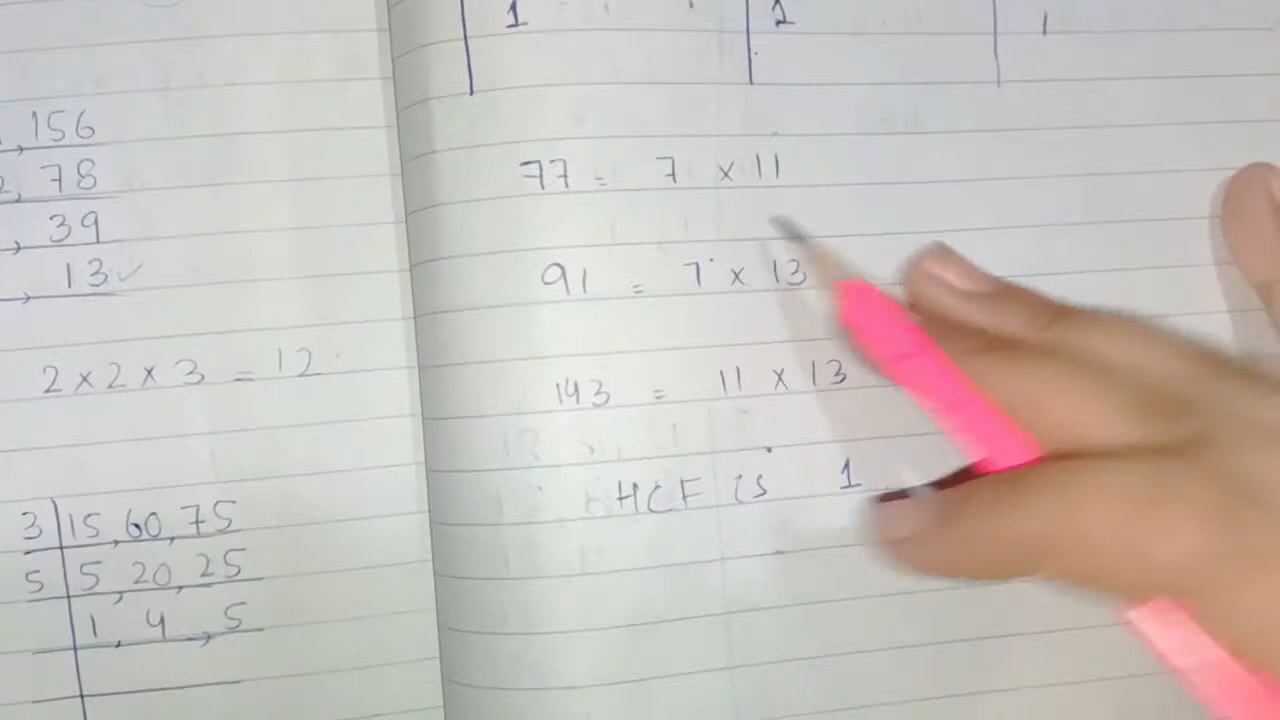 , 156
2, 78
, 39
, 13 ✓
2 × 2 × 3 = 12
3 | 15, 60, 75
5 | 5, 20, 25
1, 4, 5
1 1 1
77 = 7 × 11
91 = 7 × 13
143 = 11 × 13
HCF is 1